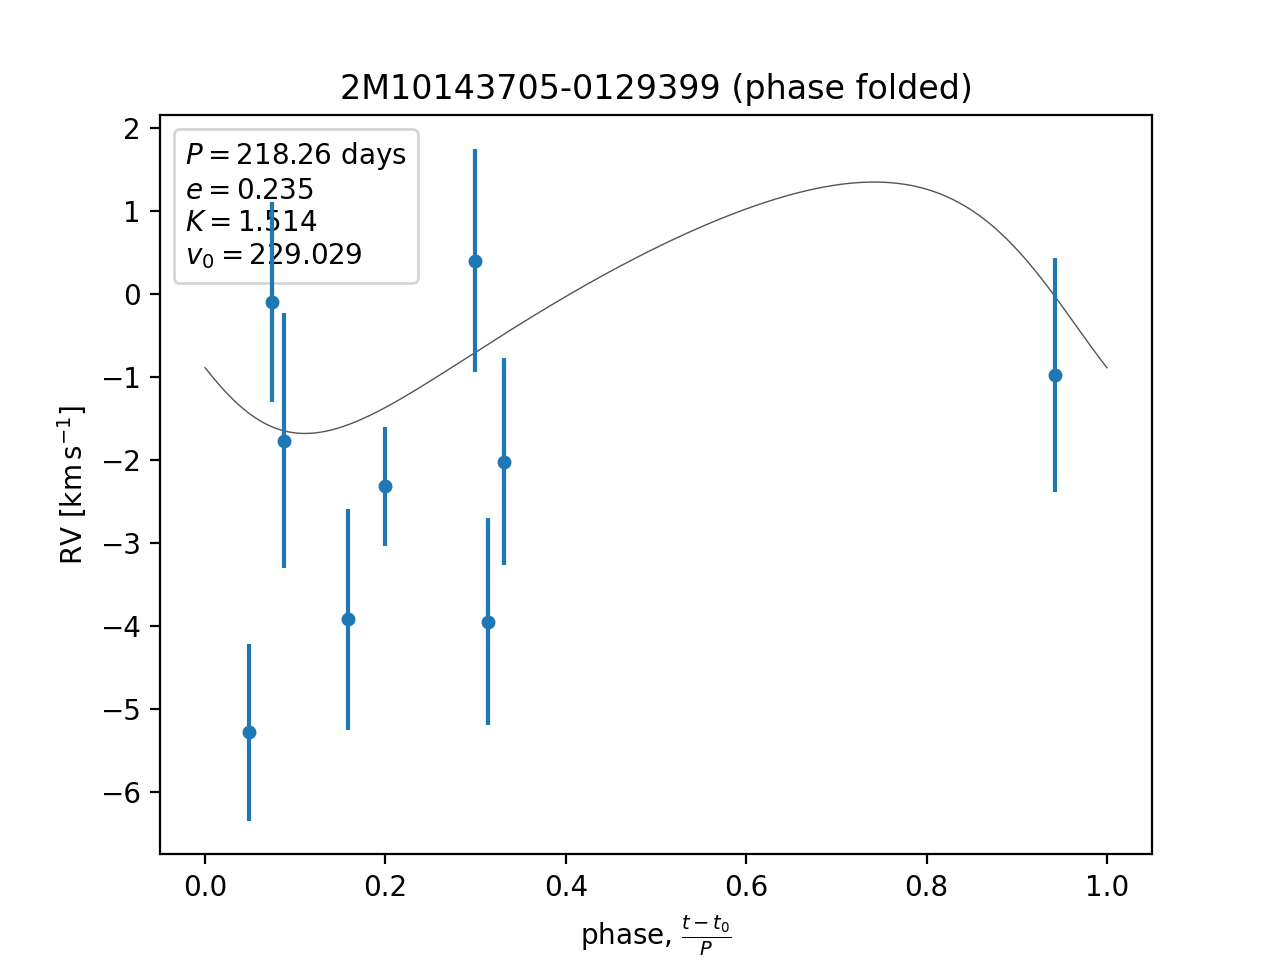 2M10143705-0129399 (phase folded)
P = 218.26 days
e = 0.235
K = 1.514
v₀ = 229.029
2
1
0
−1
−2
−3
−4
−5
−6
RV [km s⁻¹]
0.0 0.2 0.4 0.6 0.8 1.0
phase, (t − t₀)/P